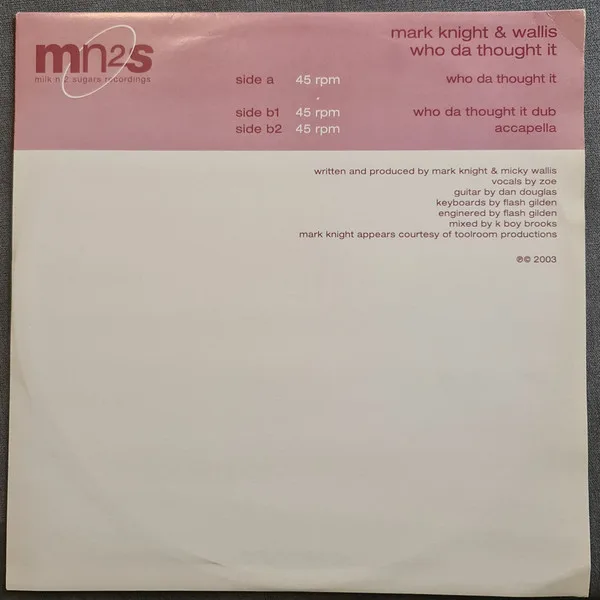 mark knight & wallis
who da thought it
mn2s
milk n 2 sugars recordings
side a 45 rpm who da thought it
side b1 45 rpm who da thought it dub
side b2 45 rpm accapella
written and produced by mark knight & micky wallis
vocals by zoe
guitar by dan douglas
keyboards by flash gilden
enginered by flash gilden
mixed by k boy brooks
mark knight appears courtesy of toolroom productions
℗© 2003